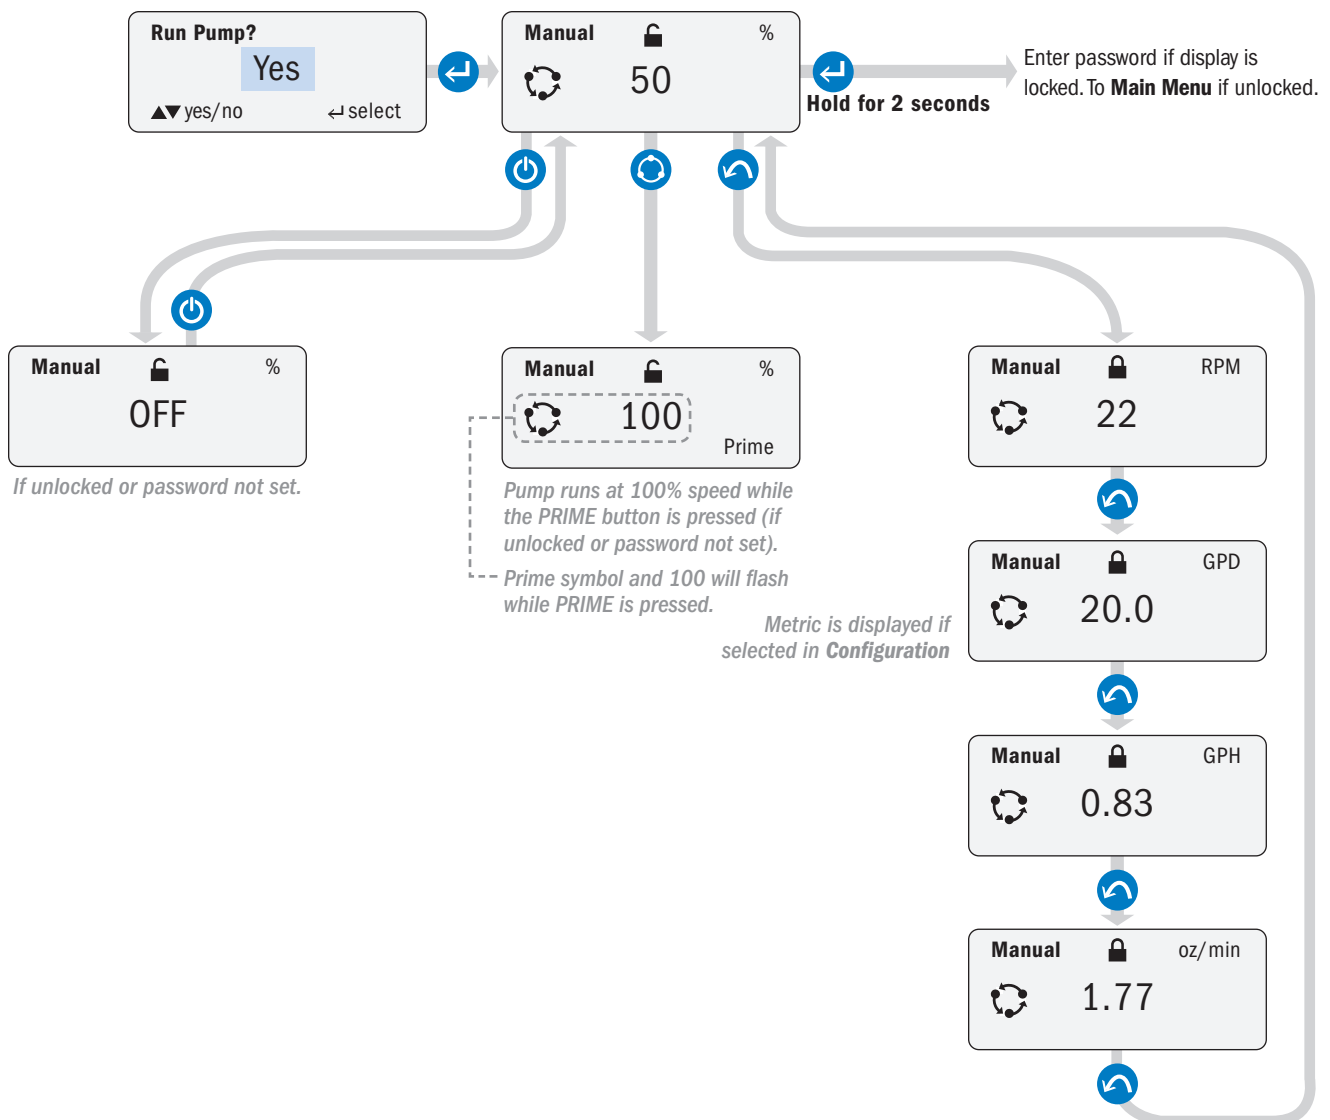 Run Pump?
Yes
▲▼ yes/no ↵ select
Manual %
50
Hold for 2 seconds
Enter password if display is
locked. To Main Menu if unlocked.
Manual %
OFF
If unlocked or password not set.
Manual %
100
Prime
Pump runs at 100% speed while
the PRIME button is pressed (if
unlocked or password not set).
Prime symbol and 100 will flash
while PRIME is pressed.
Manual RPM
22
Metric is displayed if
selected in Configuration
Manual GPD
20.0
Manual GPH
0.83
Manual oz/min
1.77